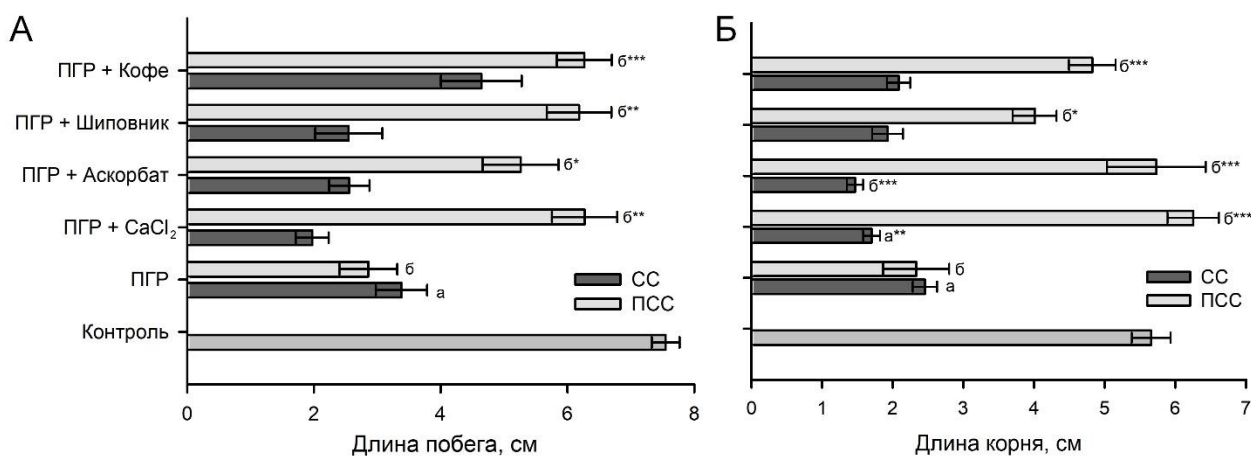 А
ПГР + Кофе
ПГР + Шиповник
ПГР + Аскорбат
ПГР + CaCl₂
ПГР
Контроль
б***
б**
б*
б**
б
а
СС
ПСС
0 2 4 6 8
Длина побега, см
Б
б***
б*
б***
б***
б***
а**
б
а
СС
ПСС
0 1 2 3 4 5 6 7
Длина корня, см